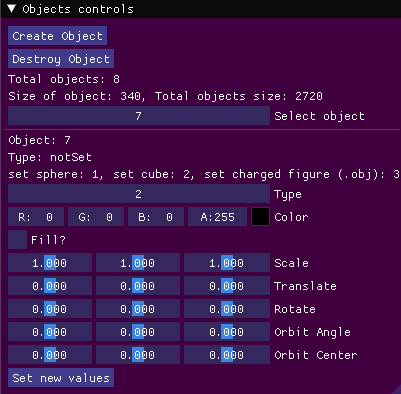 Objects controls
Create Object
Destroy Object
Total objects: 8
Size of object: 340, Total objects size: 2720
7 Select object
Object: 7
Type: notSet
set sphere: 1, set cube: 2, set charged figure (.obj): 3
2 Type
R: 0 G: 0 B: 0 A:255 Color
Fill?
1.000 1.000 1.000 Scale
0.000 0.000 0.000 Translate
0.000 0.000 0.000 Rotate
0.000 0.000 0.000 Orbit Angle
0.000 0.000 0.000 Orbit Center
Set new values